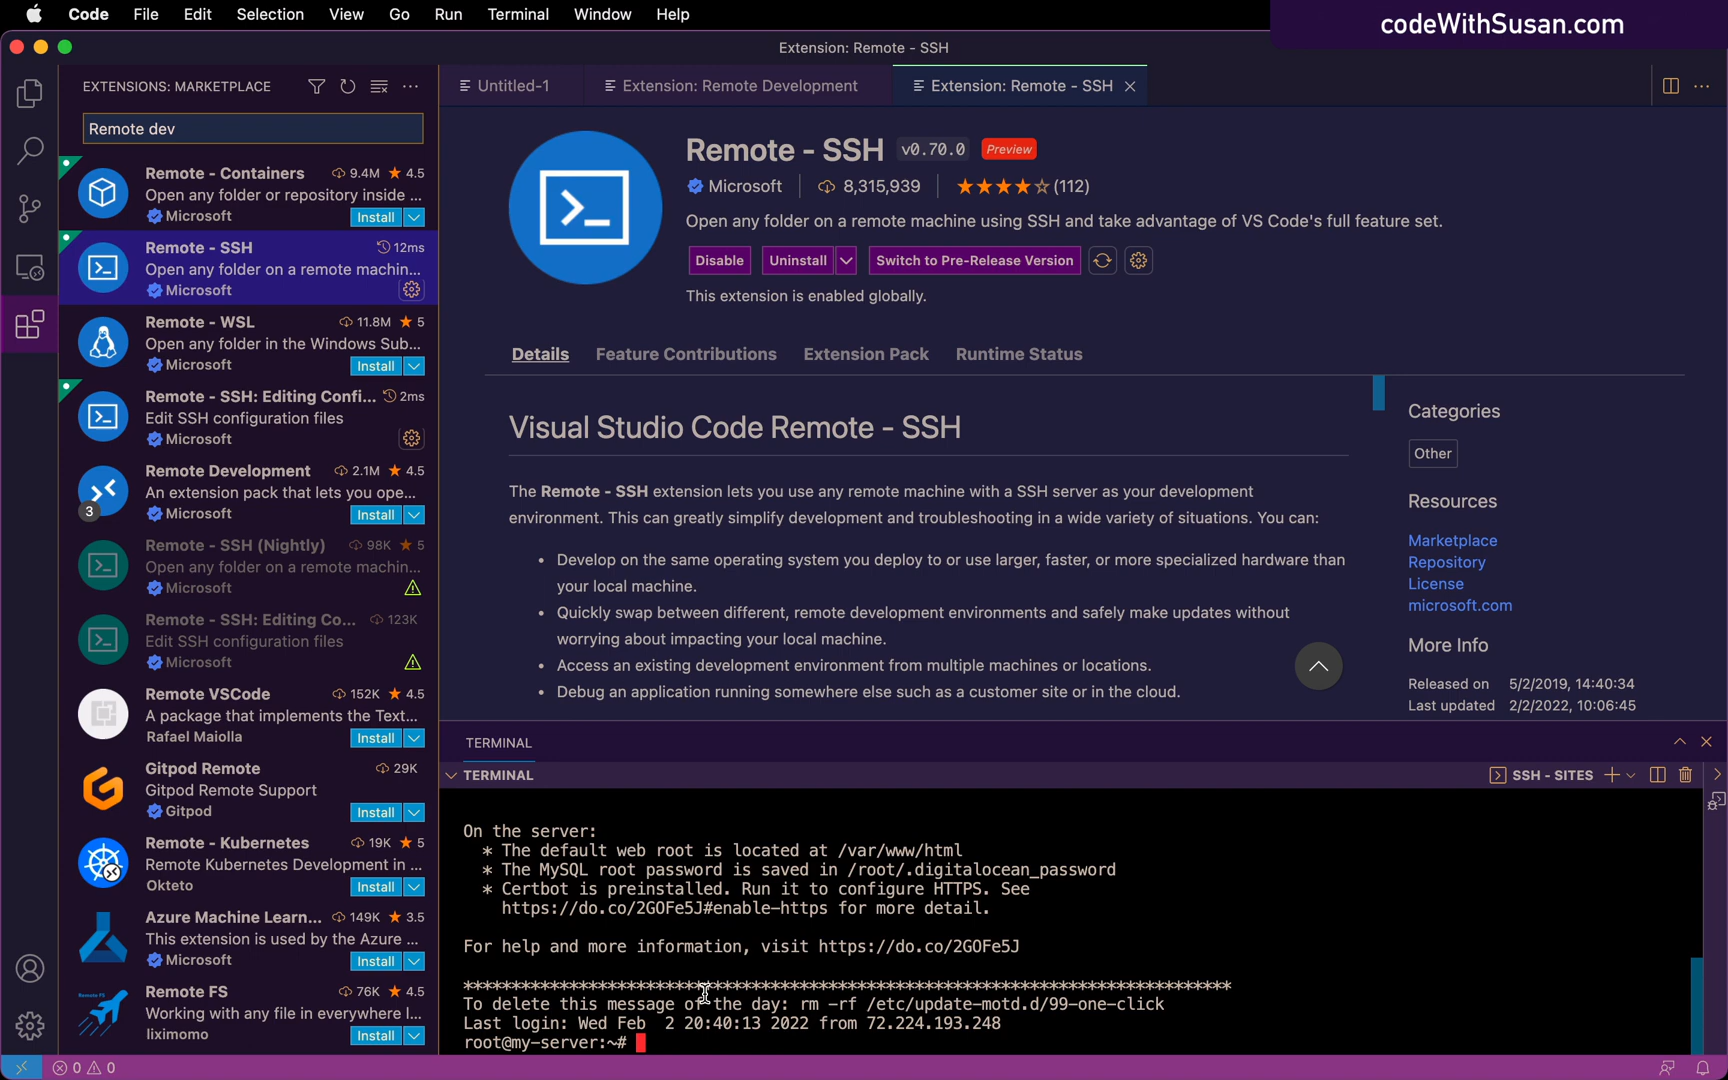 Code File Edit Selection View Go Run Terminal Window Help
codeWithSusan.com
Extension: Remote - SSH
EXTENSIONS: MARKETPLACE
Untitled-1
Extension: Remote Development
Extension: Remote - SSH
Remote dev
Remote - Containers 9.4M ★ 4.5
Open any folder or repository inside ...
Microsoft Install
Remote - SSH 12ms
Open any folder on a remote machin...
Microsoft
Remote - WSL 11.8M ★ 5
Open any folder in the Windows Sub...
Microsoft Install
Remote - SSH: Editing Confi... 2ms
Edit SSH configuration files
Microsoft
Remote Development 2.1M ★ 4.5
An extension pack that lets you ope...
3 Microsoft Install
Remote - SSH (Nightly) 98K ★ 5
Open any folder on a remote machin...
Microsoft
Remote - SSH: Editing Co... 123K
Edit SSH configuration files
Microsoft
Remote VSCode 152K ★ 4.5
A package that implements the Text...
Rafael Maiolla Install
Gitpod Remote 29K
Gitpod Remote Support
Gitpod Install
Remote - Kubernetes 19K ★ 5
Remote Kubernetes Development in ...
Okteto Install
Azure Machine Learn... 149K ★ 3.5
This extension is used by the Azure ...
Microsoft Install
Remote FS 76K ★ 4.5
Working with any file in everywhere l...
liximomo Install
Remote - SSH v0.70.0 Preview
Microsoft 8,315,939 ★★★★☆ (112)
Open any folder on a remote machine using SSH and take advantage of VS Code's full feature set.
Disable Uninstall Switch to Pre-Release Version
This extension is enabled globally.
Details Feature Contributions Extension Pack Runtime Status
Visual Studio Code Remote - SSH
The Remote - SSH extension lets you use any remote machine with a SSH server as your development
environment. This can greatly simplify development and troubleshooting in a wide variety of situations. You can:
• Develop on the same operating system you deploy to or use larger, faster, or more specialized hardware than
your local machine.
• Quickly swap between different, remote development environments and safely make updates without
worrying about impacting your local machine.
• Access an existing development environment from multiple machines or locations.
• Debug an application running somewhere else such as a customer site or in the cloud.
Categories
Other
Resources
Marketplace
Repository
License
microsoft.com
More Info
Released on 5/2/2019, 14:40:34
Last updated 2/2/2022, 10:06:45
TERMINAL
TERMINAL
SSH - SITES
On the server:
* The default web root is located at /var/www/html
* The MySQL root password is saved in /root/.digitalocean_password
* Certbot is preinstalled. Run it to configure HTTPS. See
https://do.co/2GOFe5J#enable-https for more detail.
For help and more information, visit https://do.co/2GOFe5J
********************************************************************************
To delete this message of the day: rm -rf /etc/update-motd.d/99-one-click
Last login: Wed Feb  2 20:40:13 2022 from 72.224.193.248
root@my-server:~#
0 0